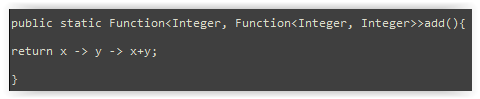 public static Function<Integer, Function<Integer, Integer>>add(){
return x -> y -> x+y;
}